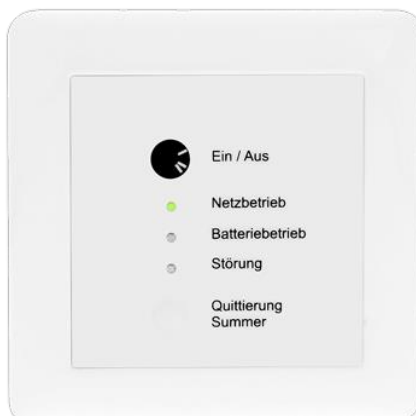 Ein / Aus
Netzbetrieb
Batteriebetrieb
Störung
Quittierung
Summer